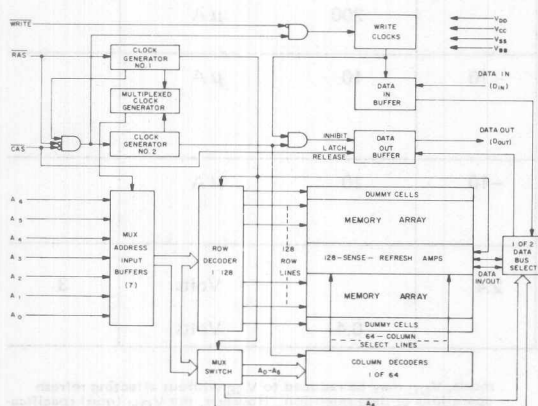 WRITE
WRITE CLOCKS
VDD
VCC
VSS
VBB
RAS
CLOCK GENERATOR NO. 1
DATA IN
(DIN)
MULTIPLEXED CLOCK GENERATOR
DATA IN BUFFER
CAS
CLOCK GENERATOR NO. 2
INHIBIT
LATCH RELEASE
DATA OUT BUFFER
DATA OUT
(DOUT)
A6
A5
A4
A3
A2
A1
A0
MUX ADDRESS INPUT BUFFERS (7)
ROW DECODER 1 128
128 ROW LINES
DUMMY CELLS
MEMORY ARRAY
128-SENSE-REFRESH AMPS
MEMORY ARRAY
DUMMY CELLS
DATA IN/OUT
1 OF 2 DATA BUS SELECT
64-COLUMN SELECT LINES
MUX SWITCH
COLUMN DECODERS 1 OF 64